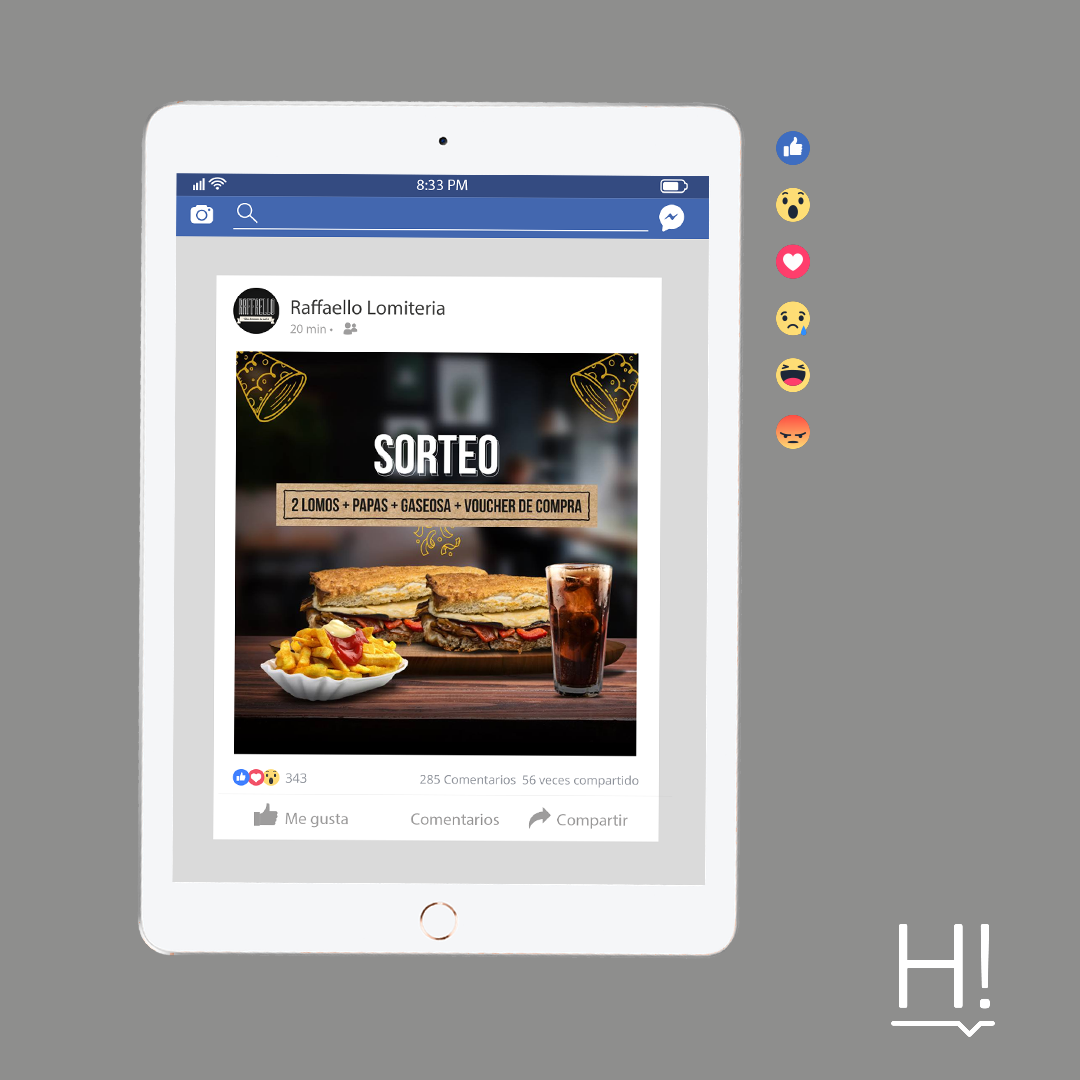 8:33 PM
RAFFAELLO
Raffaello Lomiteria
20 min •
SORTEO
2 LOMOS + PAPAS + GASEOSA + VOUCHER DE COMPRA
343
285 Comentarios 56 veces compartido
Me gusta Comentarios Compartir
H!